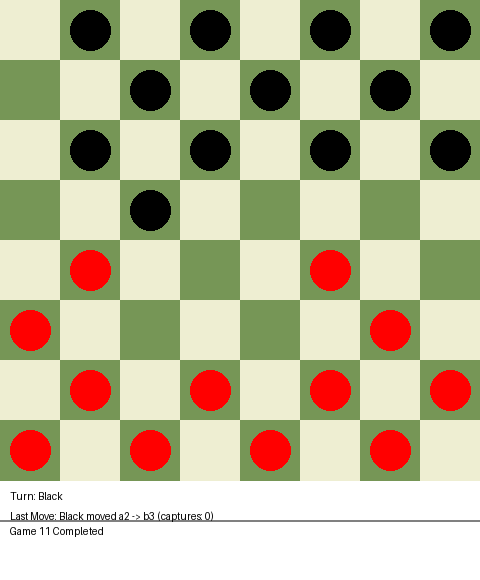 Turn: Black
Last Move: Black moved a2 -> b3 (captures: 0)
Game 11 Completed